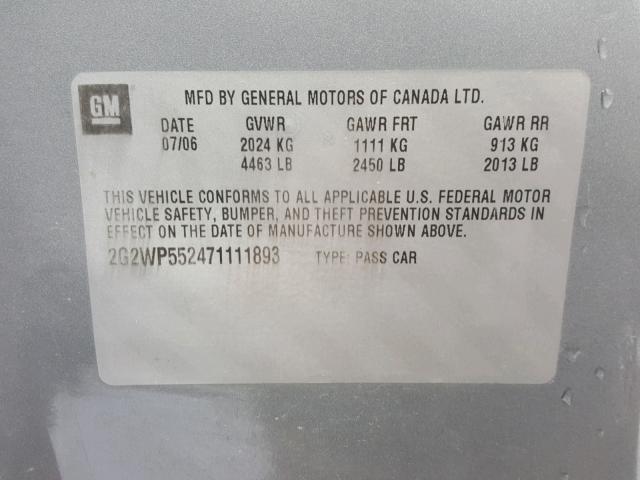 GM
MFD BY GENERAL MOTORS OF CANADA LTD.
DATE GVWR GAWR FRT GAWR RR
07/06 2024 KG 1111 KG 913 KG
4463 LB 2450 LB 2013 LB
THIS VEHICLE CONFORMS TO ALL APPLICABLE U.S. FEDERAL MOTOR
VEHICLE SAFETY, BUMPER, AND THEFT PREVENTION STANDARDS IN
EFFECT ON THE DATE OF MANUFACTURE SHOWN ABOVE.
2G2WP552471111893 TYPE: PASS CAR